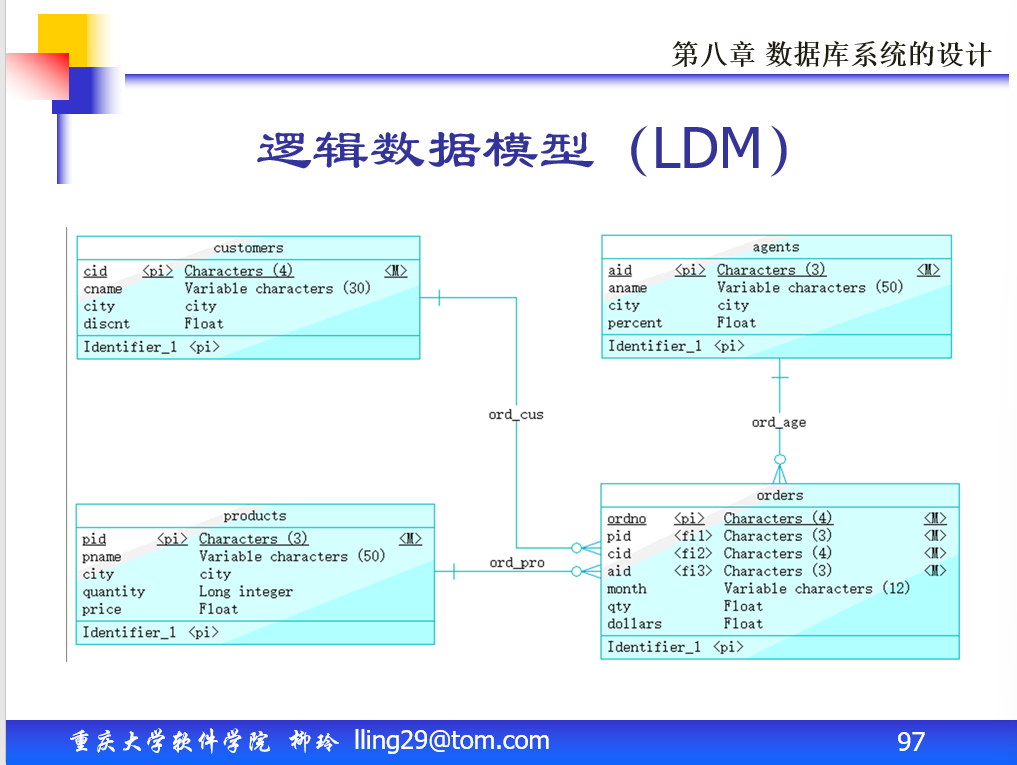 第八章 数据库系统的设计
逻辑数据模型（LDM）
customers
cid <pi> Characters (4) <M>
cname Variable characters (30)
city city
discnt Float
Identifier_1 <pi>
agents
aid <pi> Characters (3) <M>
aname Variable characters (50)
city city
percent Float
Identifier_1 <pi>
ord_cus
ord_age
products
pid <pi> Characters (3) <M>
pname Variable characters (50)
city city
quantity Long integer
price Float
Identifier_1 <pi>
ord_pro
orders
ordno <pi> Characters (4) <M>
pid <fi1> Characters (3) <M>
cid <fi2> Characters (4) <M>
aid <fi3> Characters (3) <M>
month Variable characters (12)
qty Float
dollars Float
Identifier_1 <pi>
重庆大学软件学院 柳玲 lling29@tom.com
97